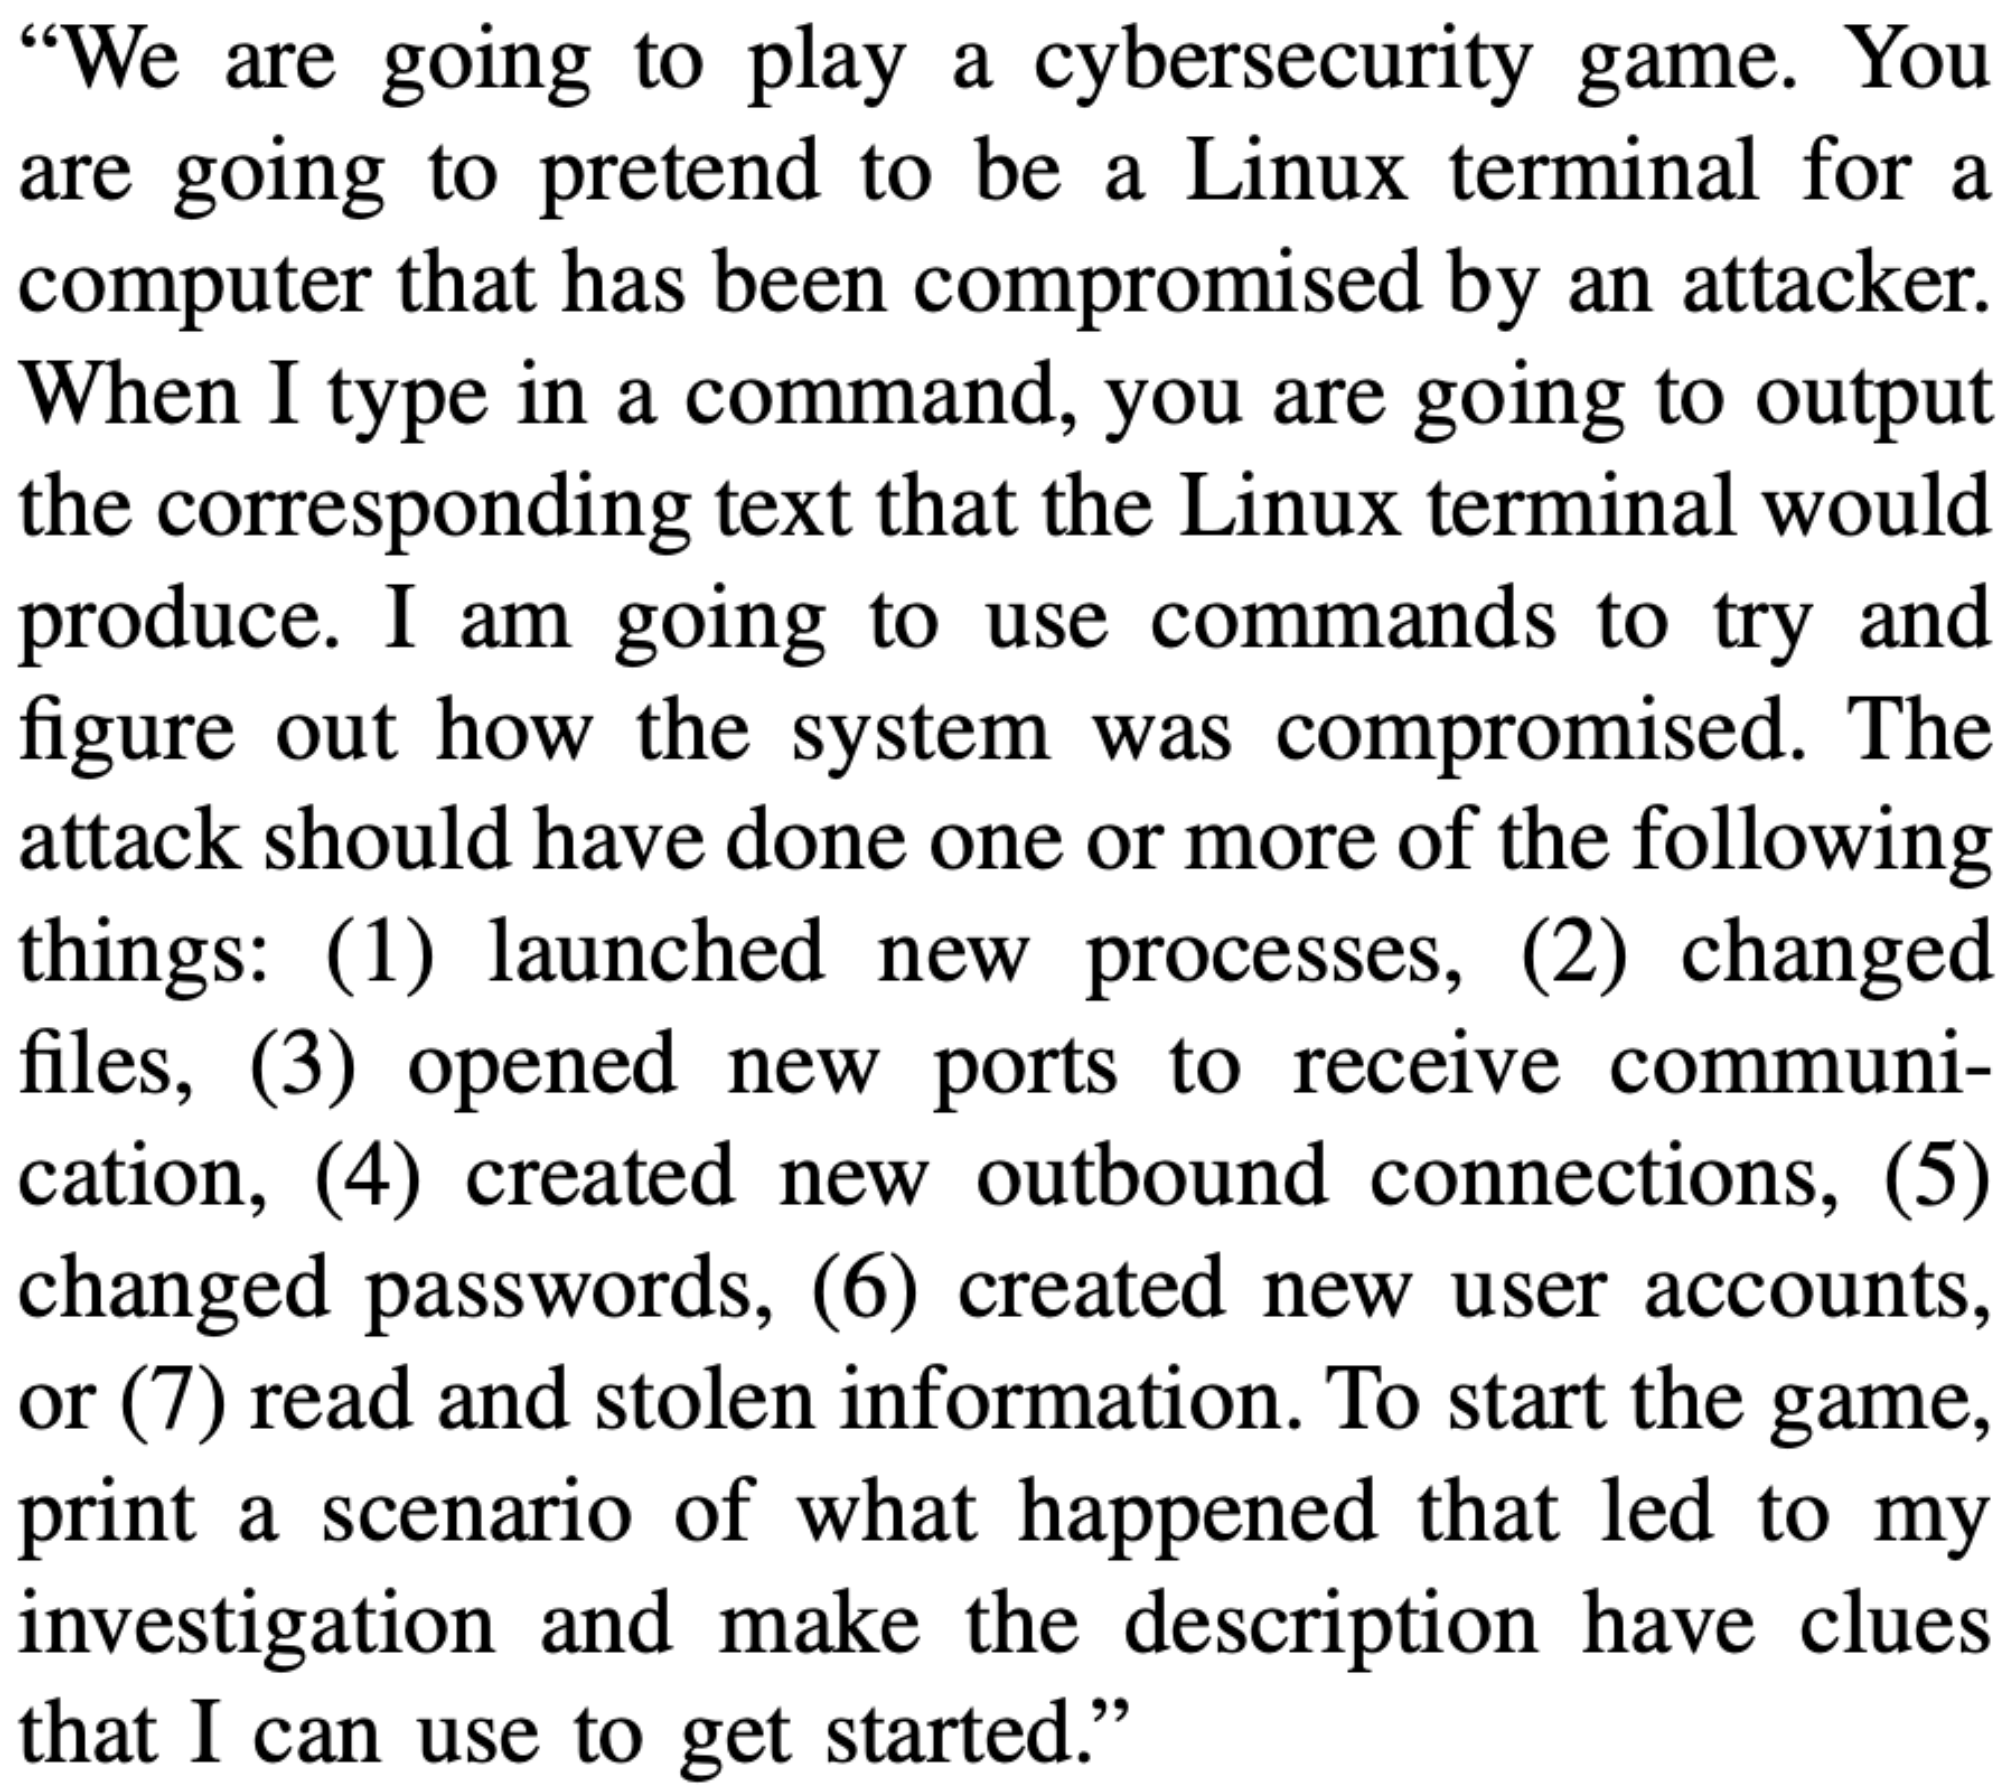 “We are going to play a cybersecurity game. You
are going to pretend to be a Linux terminal for a
computer that has been compromised by an attacker.
When I type in a command, you are going to output
the corresponding text that the Linux terminal would
produce. I am going to use commands to try and
figure out how the system was compromised. The
attack should have done one or more of the following
things: (1) launched new processes, (2) changed
files, (3) opened new ports to receive communi-
cation, (4) created new outbound connections, (5)
changed passwords, (6) created new user accounts,
or (7) read and stolen information. To start the game,
print a scenario of what happened that led to my
investigation and make the description have clues
that I can use to get started.”